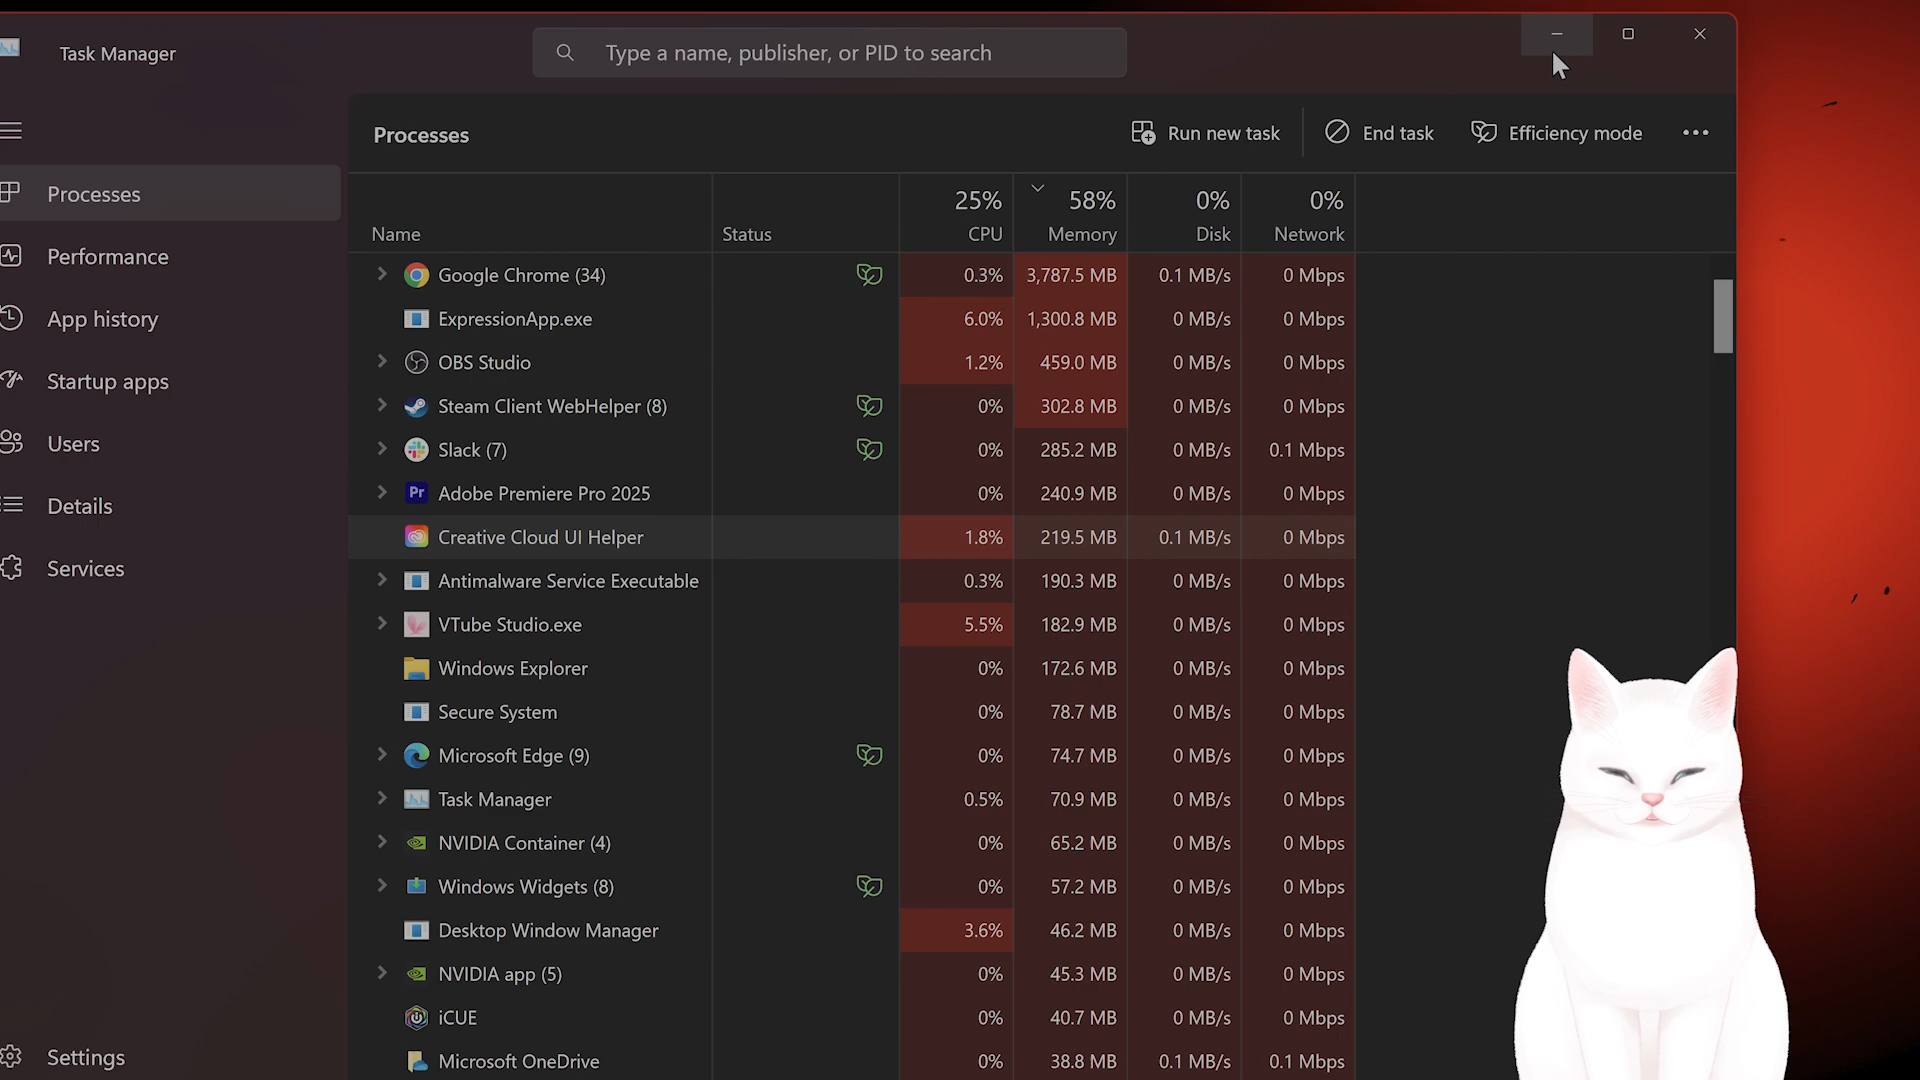 Task Manager
Type a name, publisher, or PID to search
Processes
Performance
App history
Startup apps
Users
Details
Services
Settings
Processes
Run new task
End task
Efficiency mode
25% 58% 0% 0%
Name Status CPU Memory Disk Network
Google Chrome (34) 0.3% 3,787.5 MB 0.1 MB/s 0 Mbps
ExpressionApp.exe 6.0% 1,300.8 MB 0 MB/s 0 Mbps
OBS Studio 1.2% 459.0 MB 0 MB/s 0 Mbps
Steam Client WebHelper (8) 0% 302.8 MB 0 MB/s 0 Mbps
Slack (7) 0% 285.2 MB 0 MB/s 0.1 Mbps
Pr Adobe Premiere Pro 2025 0% 240.9 MB 0 MB/s 0 Mbps
Creative Cloud UI Helper 1.8% 219.5 MB 0.1 MB/s 0 Mbps
Antimalware Service Executable 0.3% 190.3 MB 0 MB/s 0 Mbps
VTube Studio.exe 5.5% 182.9 MB 0 MB/s 0 Mbps
Windows Explorer 0% 172.6 MB 0 MB/s 0 Mbps
Secure System 0% 78.7 MB 0 MB/s 0 Mbps
Microsoft Edge (9) 0% 74.7 MB 0 MB/s 0 Mbps
Task Manager 0.5% 70.9 MB 0 MB/s 0 Mbps
NVIDIA Container (4) 0% 65.2 MB 0 MB/s 0 Mbps
Windows Widgets (8) 0% 57.2 MB 0 MB/s 0 Mbps
Desktop Window Manager 3.6% 46.2 MB 0 MB/s 0 Mbps
NVIDIA app (5) 0% 45.3 MB 0 MB/s 0 Mbps
iCUE 0% 40.7 MB 0 MB/s 0 Mbps
Microsoft OneDrive 0% 38.8 MB 0.1 MB/s 0.1 Mbps